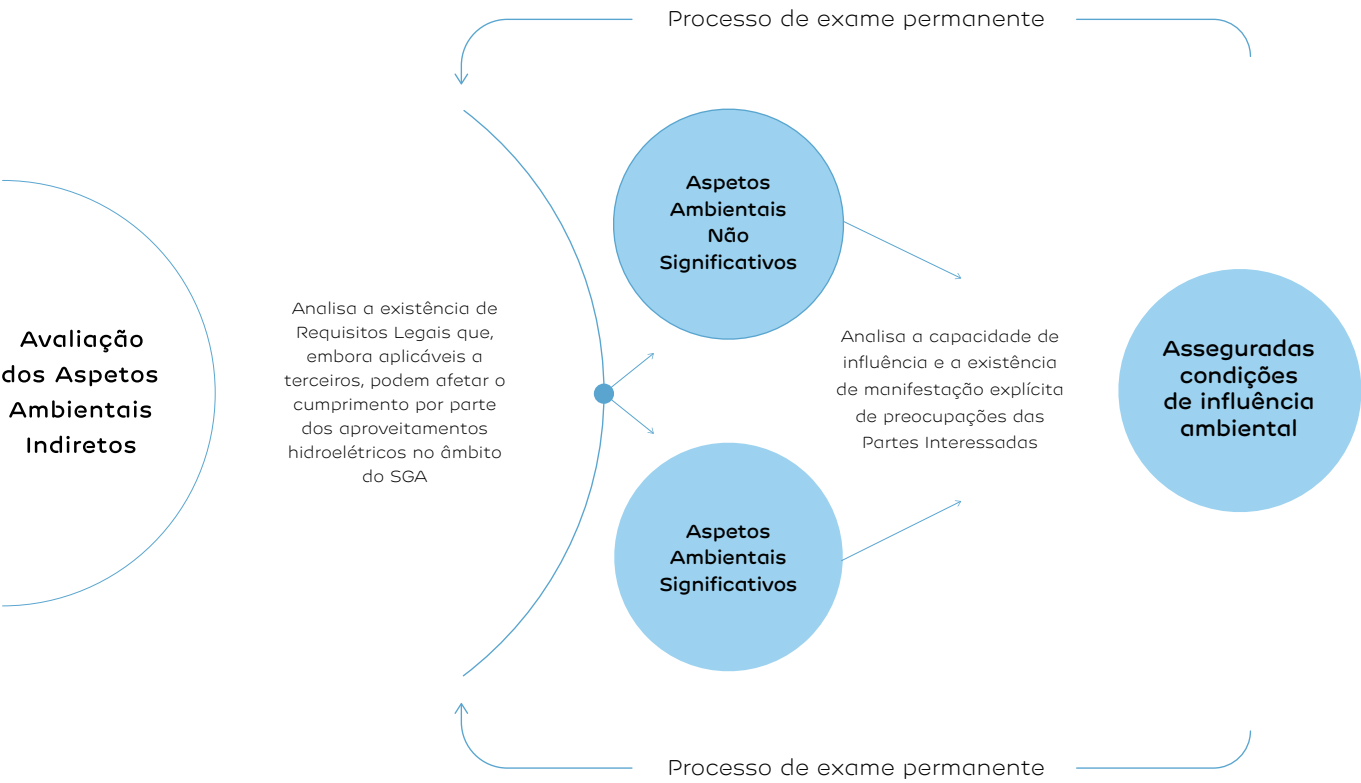 Processo de exame permanente
Avaliação
dos Aspetos
Ambientais
Indiretos
Analisa a existência de
Requisitos Legais que,
embora aplicáveis a
terceiros, podem afetar o
cumprimento por parte
dos aproveitamentos
hidroelétricos no âmbito
do SGA
Aspetos
Ambientais
Não
Significativos
Aspetos
Ambientais
Significativos
Analisa a capacidade de
influência e a existência
de manifestação explícita
de preocupações das
Partes Interessadas
Asseguradas
condições
de influência
ambiental
Processo de exame permanente